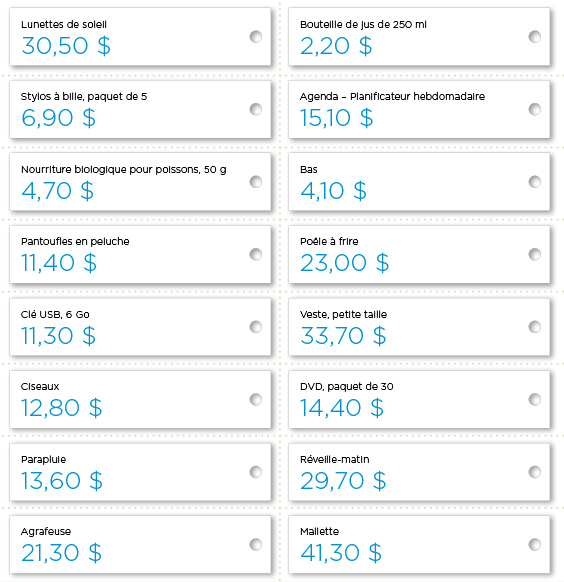 Lunettes de soleil
30,50 $
Bouteille de jus de 250 ml
2,20 $
Stylos à bille, paquet de 5
6,90 $
Agenda – Planificateur hebdomadaire
15,10 $
Nourriture biologique pour poissons, 50 g
4,70 $
Bas
4,10 $
Pantoufles en peluche
11,40 $
Poêle à frire
23,00 $
Clé USB, 6 Go
11,30 $
Veste, petite taille
33,70 $
Ciseaux
12,80 $
DVD, paquet de 30
14,40 $
Parapluie
13,60 $
Réveille-matin
29,70 $
Agrafeuse
21,30 $
Mallette
41,30 $